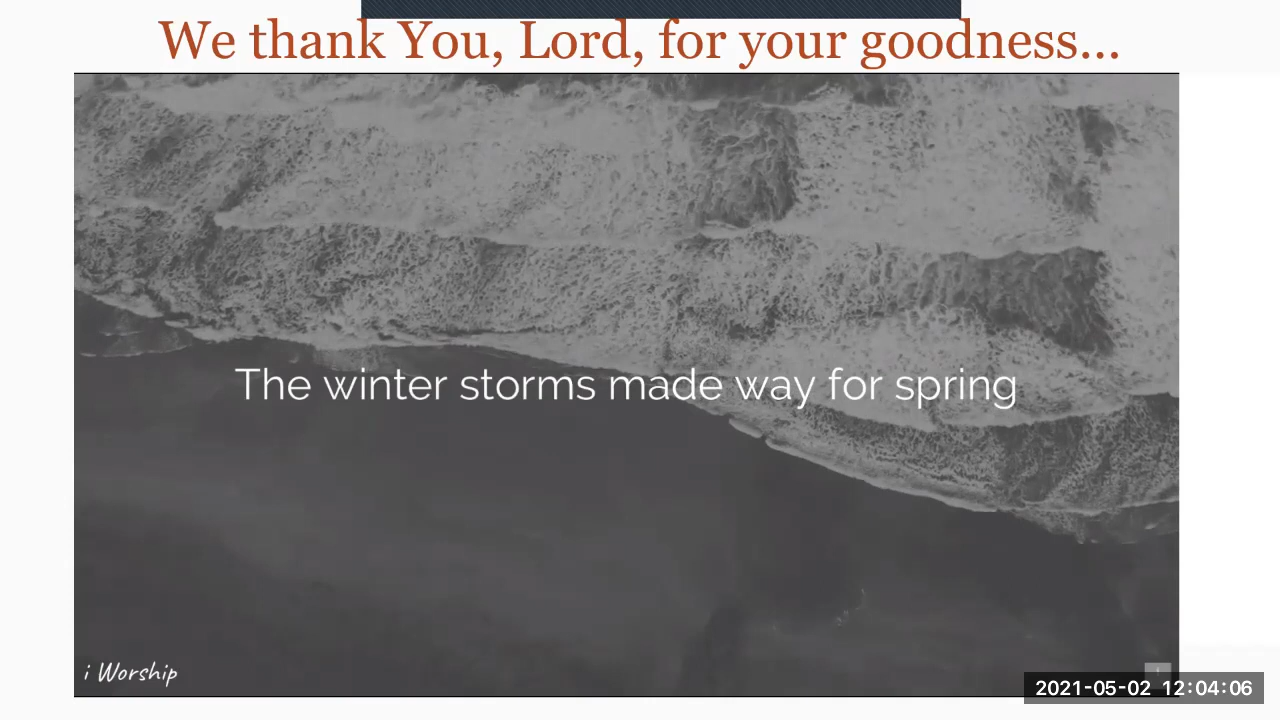 We thank You, Lord, for your goodness...
The winter storms made way for spring
i Worship
2021-05-02 12:04:06